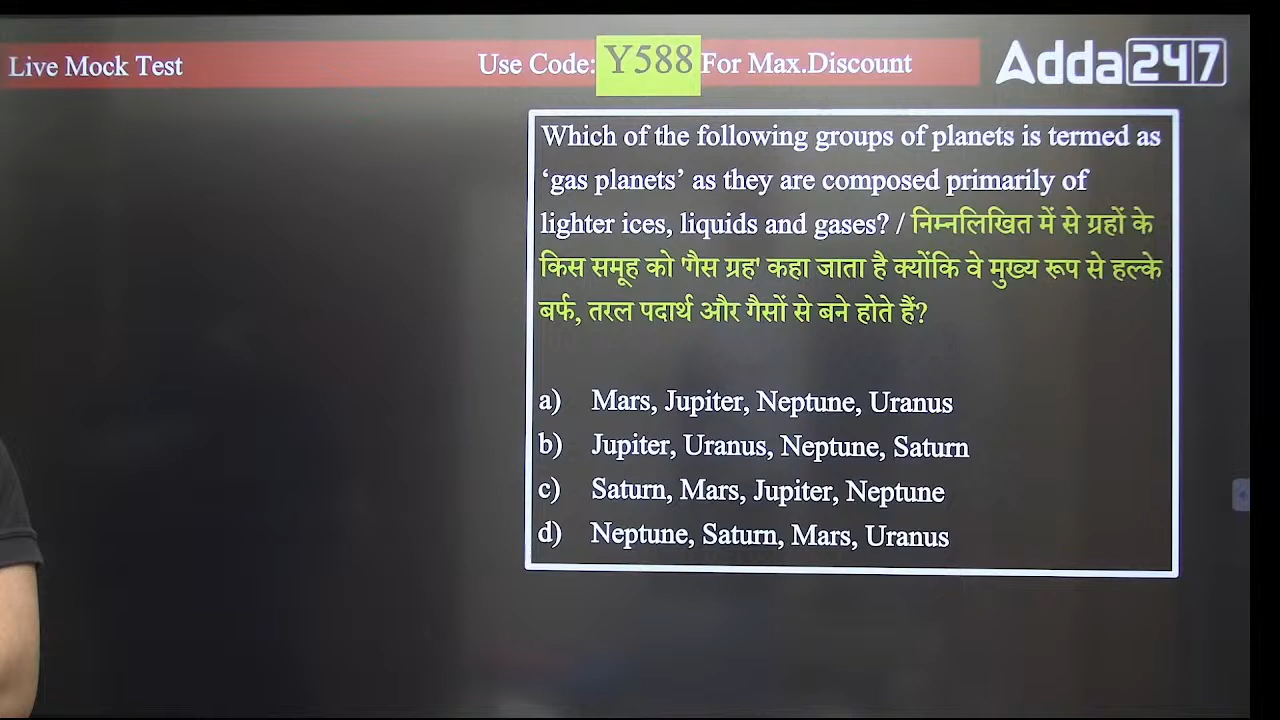 Live Mock Test
Use Code: Y588 For Max.Discount
Adda247
Which of the following groups of planets is termed as
‘gas planets’ as they are composed primarily of
lighter ices, liquids and gases? / निम्नलिखित में से ग्रहों के
किस समूह को 'गैस ग्रह' कहा जाता है क्योंकि वे मुख्य रूप से हल्के
बर्फ, तरल पदार्थ और गैसों से बने होते हैं?
a) Mars, Jupiter, Neptune, Uranus
b) Jupiter, Uranus, Neptune, Saturn
c) Saturn, Mars, Jupiter, Neptune
d) Neptune, Saturn, Mars, Uranus